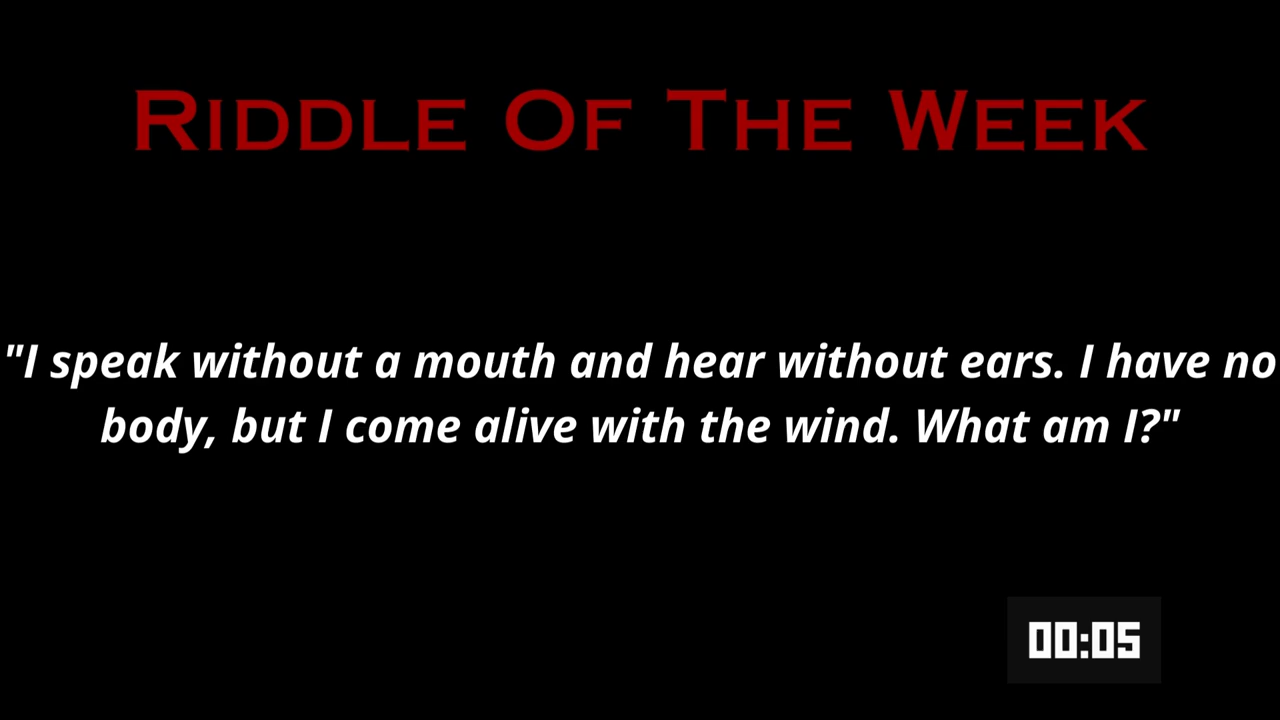 Riddle Of The Week
"I speak without a mouth and hear without ears. I have no
body, but I come alive with the wind. What am I?"
00:05